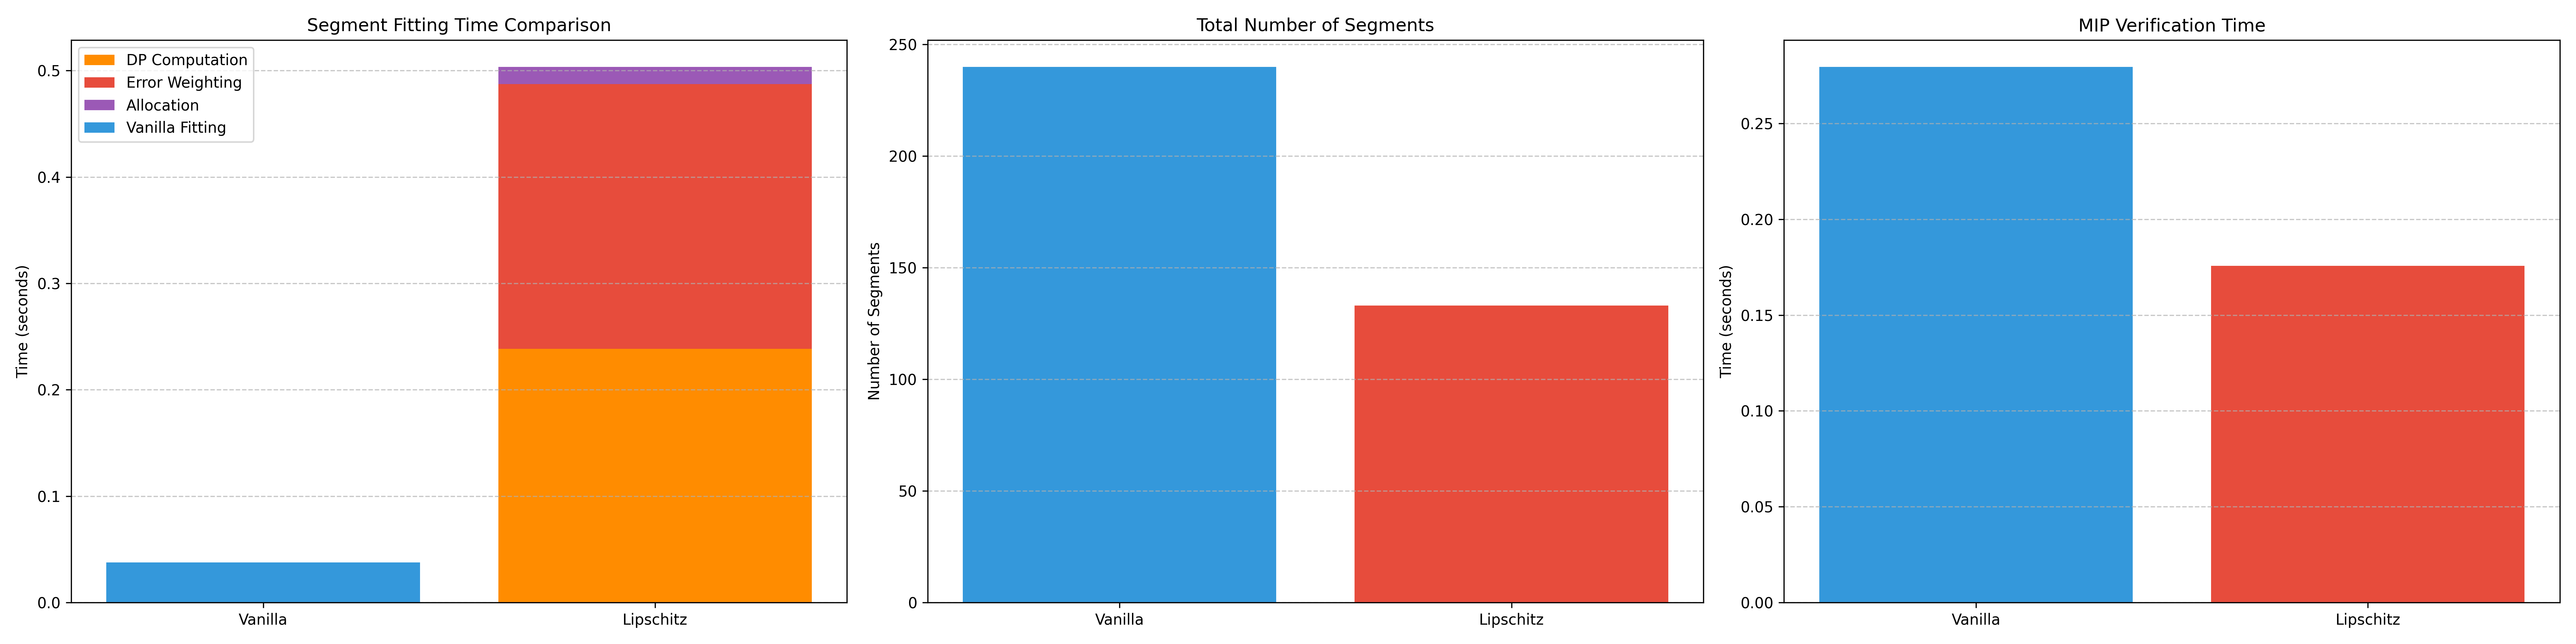 Segment Fitting Time Comparison
DP Computation
Error Weighting
Allocation
Vanilla Fitting
0.5
0.4
0.3
0.2
0.1
0.0
Time (seconds)
Vanilla
Lipschitz
Total Number of Segments
250
200
150
100
50
0
Number of Segments
Vanilla
Lipschitz
MIP Verification Time
0.25
0.20
0.15
0.10
0.05
0.00
Time (seconds)
Vanilla
Lipschitz